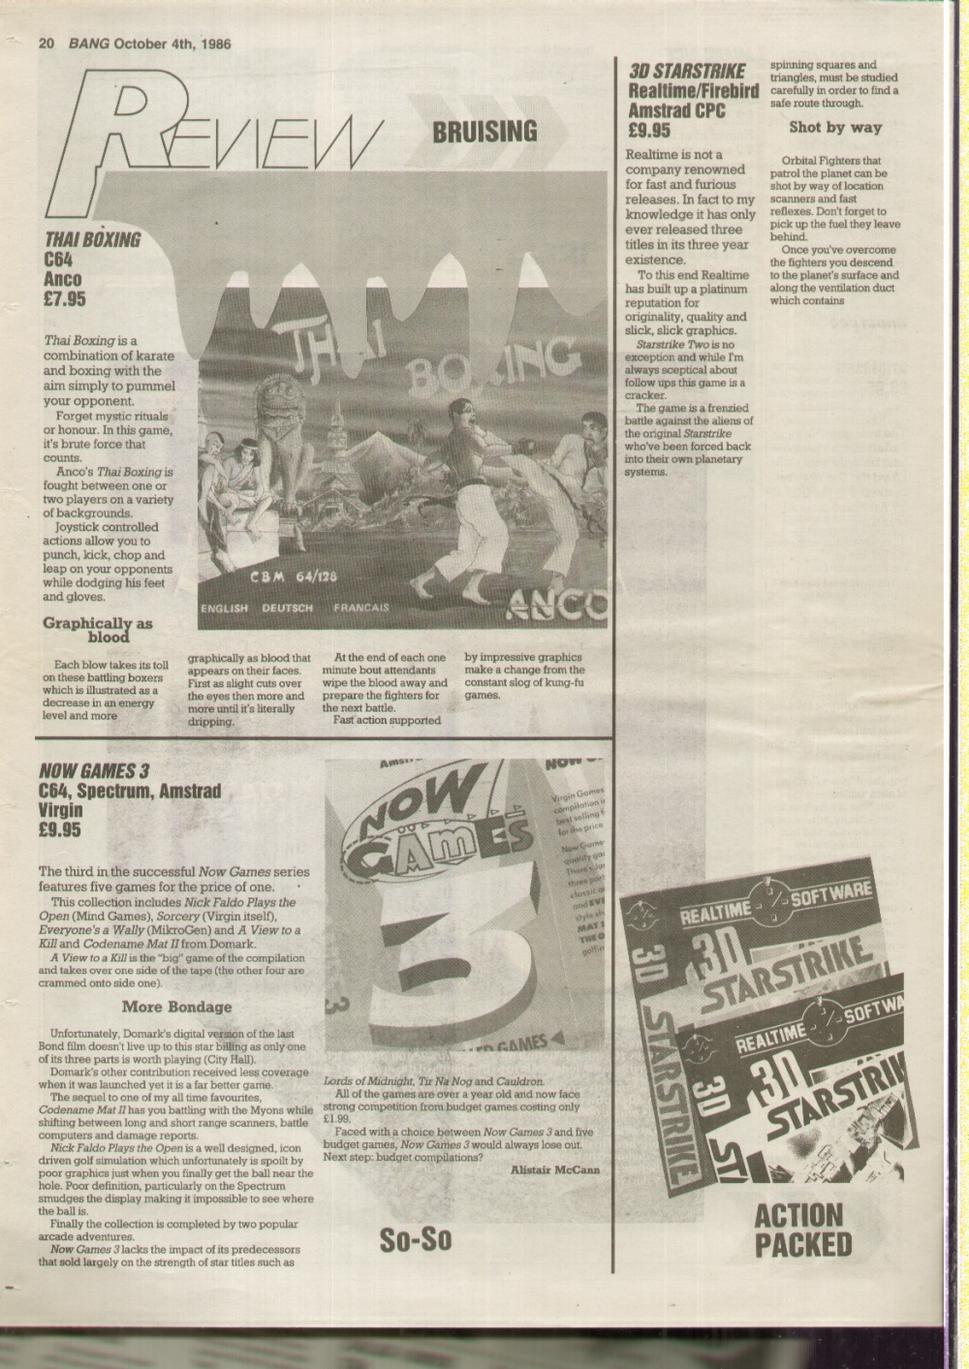 20 BANG October 4th, 1986
REVIEW
BRUISING
THAI BOXING
C64
Anco
£7.95
Thai Boxing is a
combination of karate
and boxing with the
aim simply to pummel
your opponent.
Forget mystic rituals
or honour. In this game,
it's brute force that
counts.
Anco's Thai Boxing is
fought between one or
two players on a variety
of backgrounds.
Joystick controlled
actions allow you to
punch, kick, chop and
leap on your opponents
while dodging his feet
and gloves.
Graphically as
blood
Each blow takes its toll
on these battling boxers
which is illustrated as a
decrease in an energy
level and more
graphically as blood that
appears on their faces.
First as slight cuts over
the eyes then more and
more until it's literally
dripping.
At the end of each one
minute bout attendants
wipe the blood away and
prepare the fighters for
the next battle.
Fast action supported
by impressive graphics
make a change from the
constant slog of kung-fu
games.
THAI
BOXING
CBM 64/128
ENGLISH DEUTSCH FRANCAIS
ANCO
NOW GAMES 3
C64, Spectrum, Amstrad
Virgin
£9.95
The third in the successful Now Games series
features five games for the price of one.
This collection includes Nick Faldo Plays the
Open (Mind Games), Sorcery (Virgin itself),
Everyone's a Wally (MikroGen) and A View to a
Kill and Codename Mat II from Domark.
A View to a Kill is the "big" game of the compilation
and takes over one side of the tape (the other four are
crammed onto side one).
More Bondage
Unfortunately, Domark's digital version of the last
Bond film doesn't live up to this star billing as only one
of its three parts is worth playing (City Hall).
Domark's other contribution received less coverage
when it was launched yet it is a far better game.
The sequel to one of my all time favourites,
Codename Mat II has you battling with the Myons while
shifting between long and short range scanners, battle
computers and damage reports.
Nick Faldo Plays the Open is a well designed, icon
driven golf simulation which unfortunately is spoilt by
poor graphics just when you finally get the ball near the
hole. Poor definition, particularly on the Spectrum
smudges the display making it impossible to see where
the ball is.
Finally the collection is completed by two popular
arcade adventures.
Now Games 3 lacks the impact of its predecessors
that sold largely on the strength of star titles such as
NOW
GAMES
3
Virgin Games
compilation
best selling
for the price
Now Game
three
classic
and
MAT
THE O
GAMES
Lords of Midnight, Tir Na Nog and Cauldron.
All of the games are over a year old and now face
strong competition from budget games costing only
£1.99.
Faced with a choice between Now Games 3 and five
budget games, Now Games 3 would always lose out.
Next step: budget compilations?
Alistair McCann
So-So
3D STARSTRIKE
Realtime/Firebird
Amstrad CPC
£9.95
Realtime is not a
company renowned
for fast and furious
releases. In fact to my
knowledge it has only
ever released three
titles in its three year
existence.
To this end Realtime
has built up a platinum
reputation for
originality, quality and
slick, slick graphics.
Starstrike Two is no
exception and while I'm
always sceptical about
follow ups this game is a
cracker.
The game is a frenzied
battle against the aliens of
the original Starstrike
who've been forced back
into their own planetary
systems.
spinning squares and
triangles, must be studied
carefully in order to find a
safe route through.
Shot by way
Orbital Fighters that
patrol the planet can be
shot by way of location
scanners and fast
reflexes. Don't forget to
pick up the fuel they leave
behind.
Once you've overcome
the fighters you descend
to the planet's surface and
along the ventilation duct
which contains
REALTIME SOFTWARE
3D
STARSTRIKE
3D STARSTRIKE
REALTIME SOFTWA
3D
STARSTRIK
3D ST
ACTION
PACKED